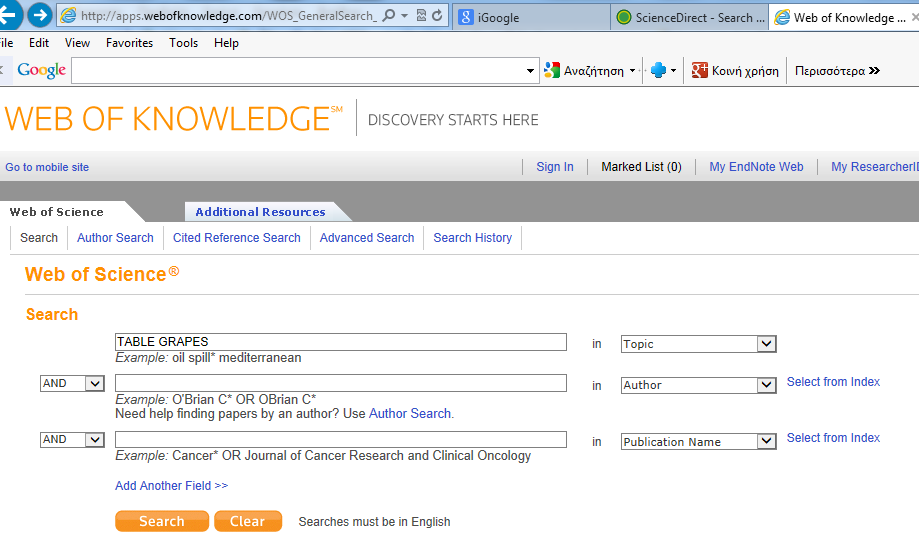 http://apps.webofknowledge.com/WOS_GeneralSearch_ iGoogle ScienceDirect - Search ... Web of Knowledge ...
ile Edit View Favorites Tools Help
Google Αναζήτηση Κοινή χρήση Περισσότερα »
WEB OF KNOWLEDGE℠ DISCOVERY STARTS HERE
Go to mobile site Sign In Marked List (0) My EndNote Web My ResearcherI
Web of Science Additional Resources
Search Author Search Cited Reference Search Advanced Search Search History
Web of Science®
Search
TABLE GRAPES in Topic
Example: oil spill* mediterranean
AND in Author Select from Index
Example: O'Brian C* OR OBrian C*
Need help finding papers by an author? Use Author Search.
AND in Publication Name Select from Index
Example: Cancer* OR Journal of Cancer Research and Clinical Oncology
Add Another Field >>
Search Clear Searches must be in English